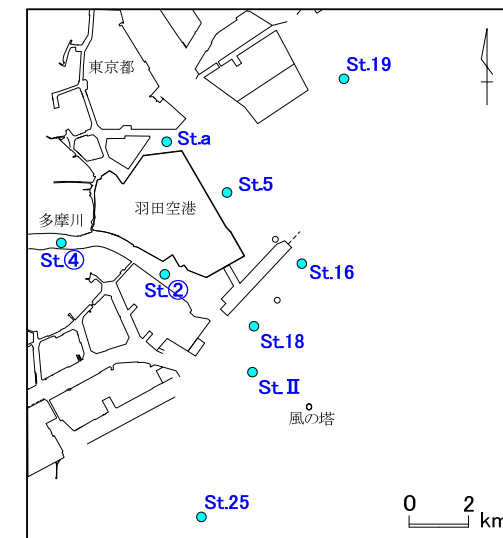 東京都
St.19
St.a
St.5
羽田空港
多摩川
St.④
St.②
St.16
St.18
St.Ⅱ
風の塔
St.25
0 2
km